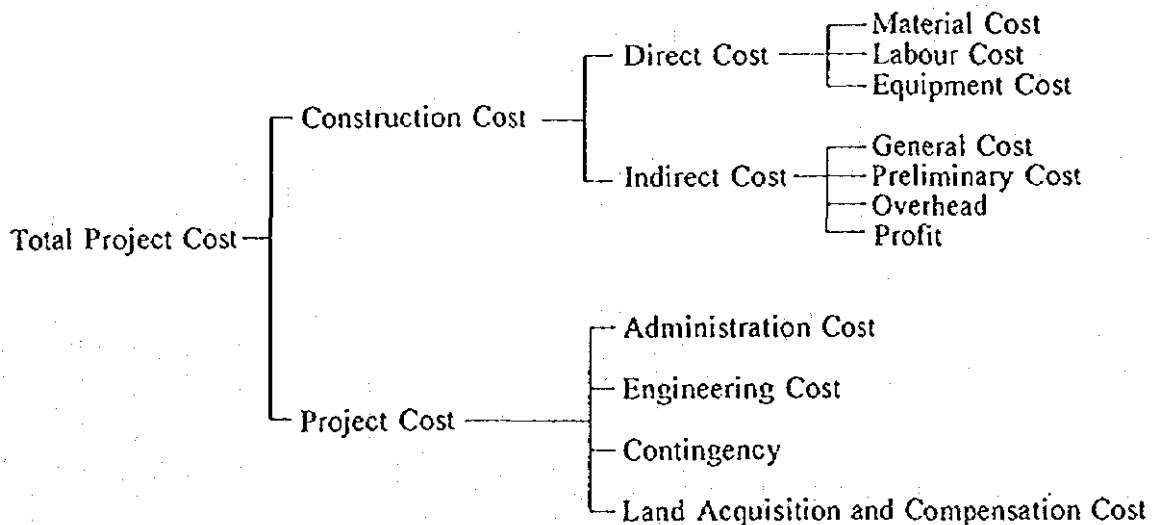 Material Cost
Direct Cost
Labour Cost
Equipment Cost
Construction Cost
General Cost
Indirect Cost
Preliminary Cost
Overhead
Profit
Total Project Cost
Administration Cost
Engineering Cost
Project Cost
Contingency
Land Acquisition and Compensation Cost